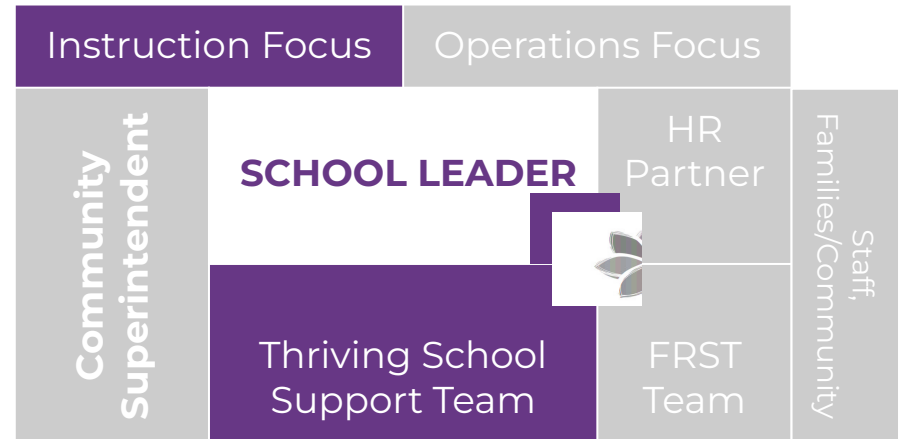 Instruction Focus
Operations Focus
Community
Superintendent
SCHOOL LEADER
HR
Partner
Thriving School
Support Team
FRST
Team
Staff,
Families/Community